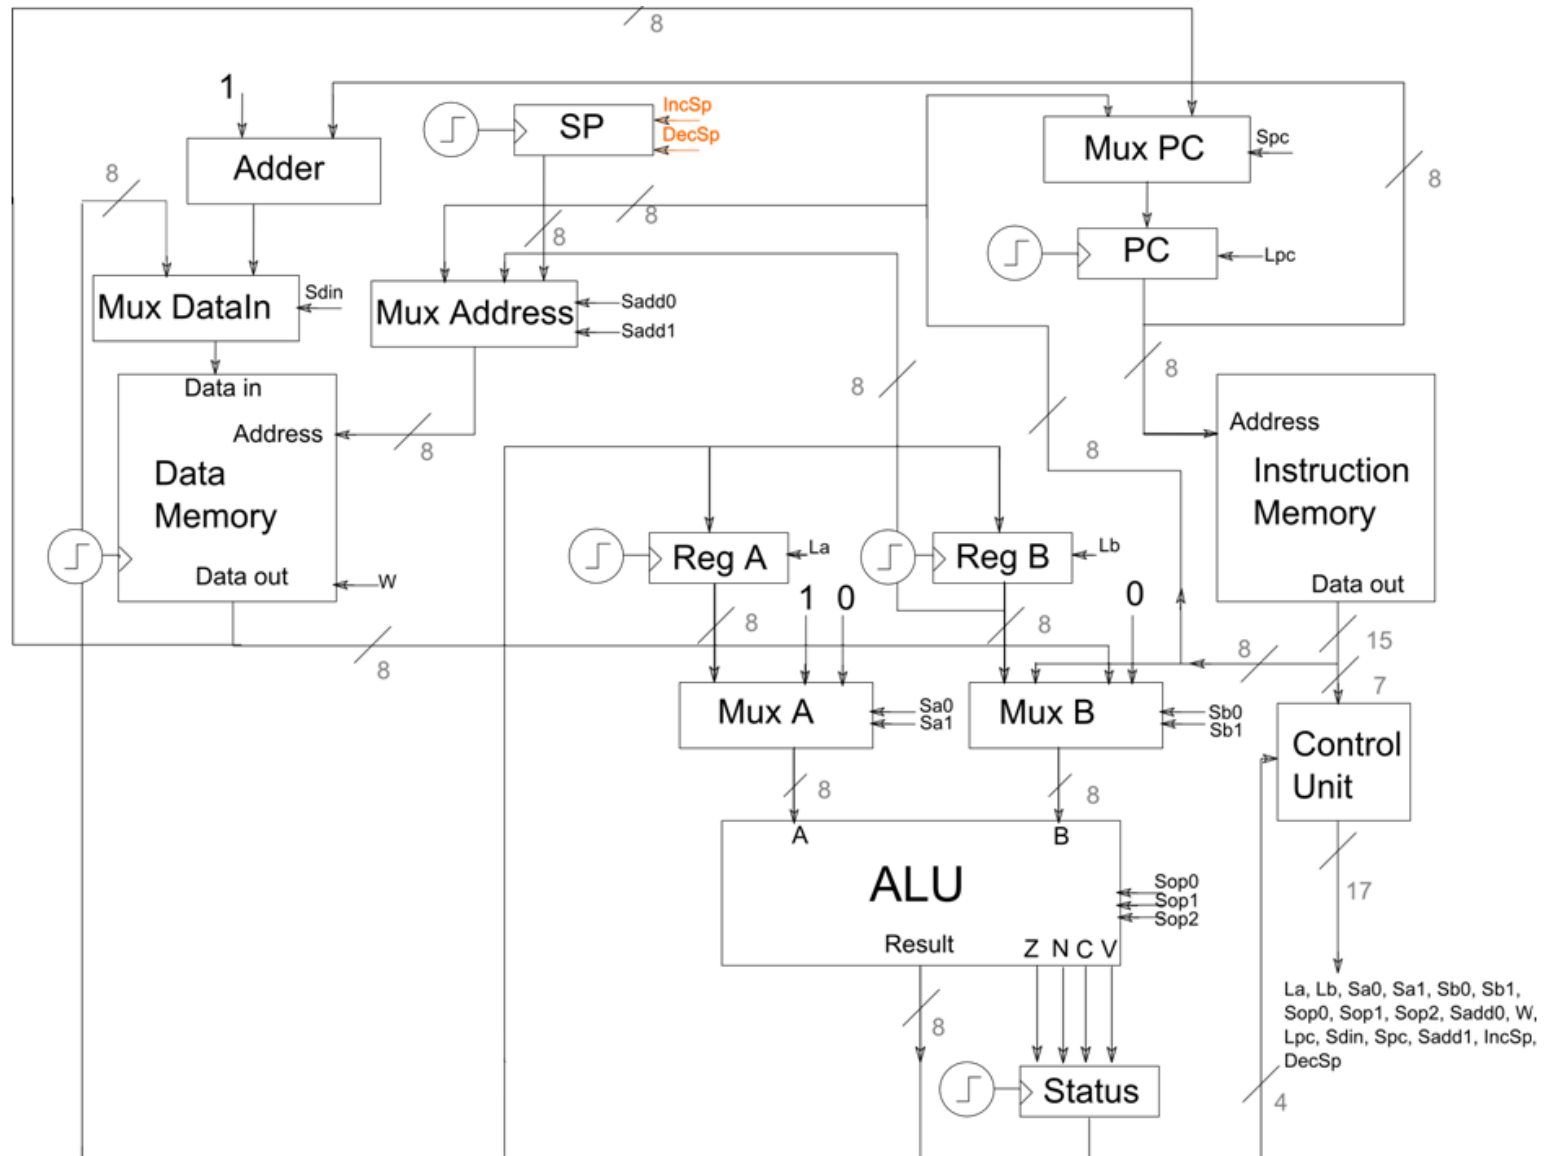 8
1
IncSp
SP
DecSp
Mux PC
Spc
Adder
8
8
8
8
PC
Lpc
Sdin
Mux DataIn
Mux Address
Sadd0
Sadd1
8
8
Data in
Address
8
Address
8
Data
Memory
Instruction
Memory
Data out
W
Reg A
La
Reg B
Lb
Data out
1 0
0
8
8
8
15
8
7
Mux A
Sa0
Sa1
Mux B
Sb0
Sb1
Control
Unit
8
8
A
B
ALU
Sop0
Sop1
Sop2
17
Result
Z N C V
8
La, Lb, Sa0, Sa1, Sb0, Sb1,
Sop0, Sop1, Sop2, Sadd0, W,
Lpc, Sdin, Spc, Sadd1, IncSp,
DecSp
Status
4